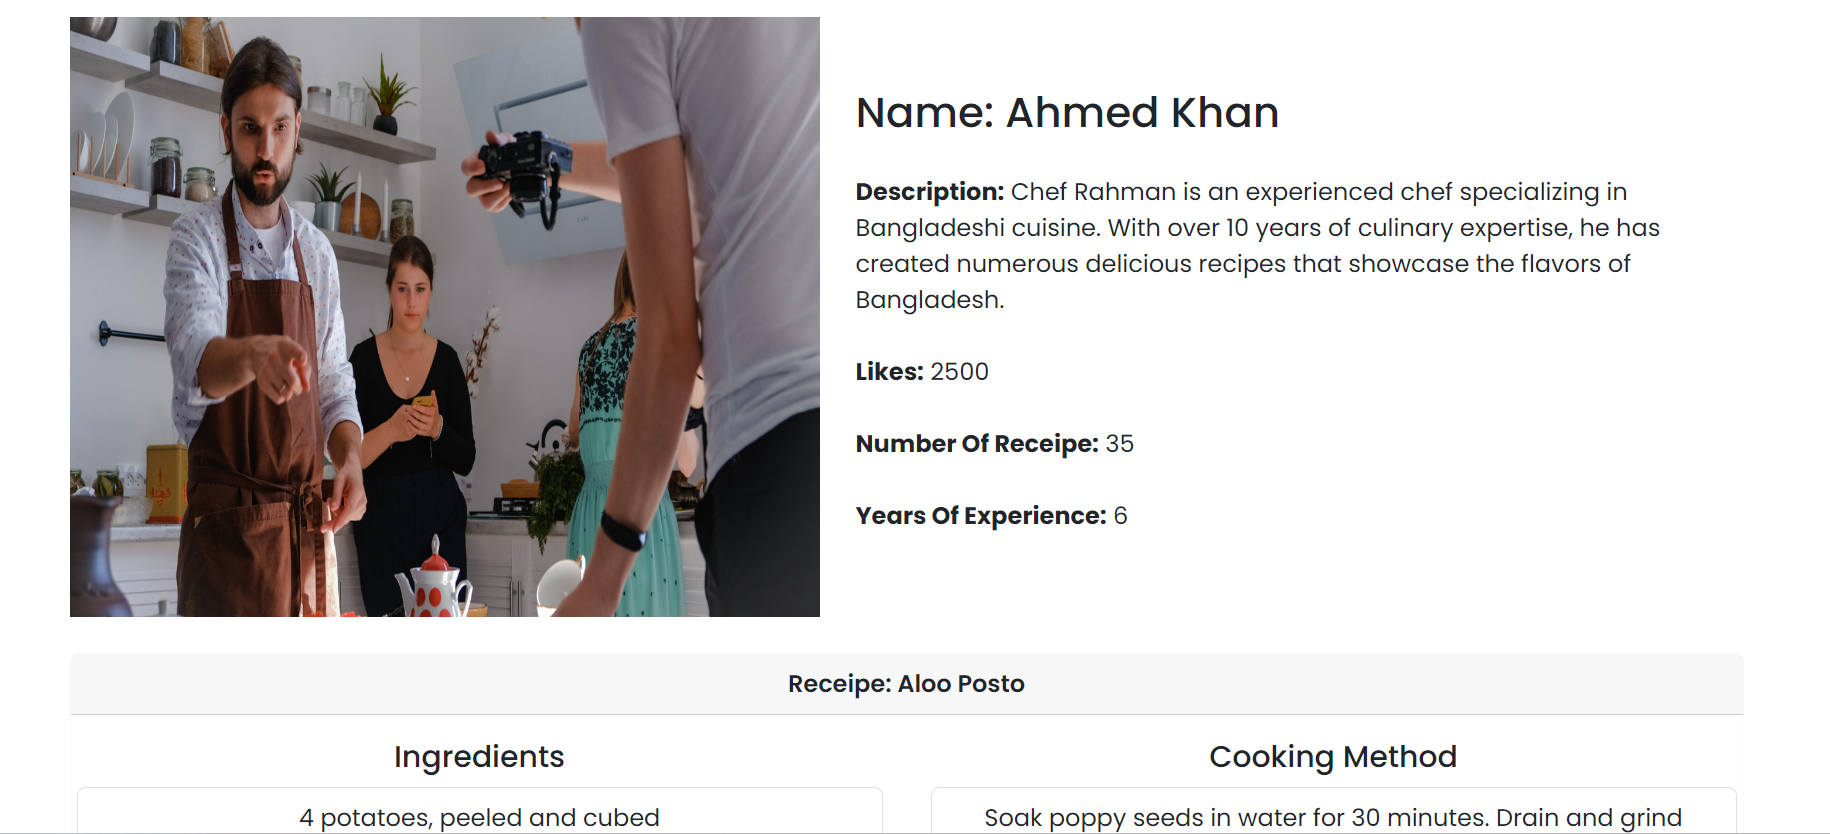 Name: Ahmed Khan
Description: Chef Rahman is an experienced chef specializing in
Bangladeshi cuisine. With over 10 years of culinary expertise, he has
created numerous delicious recipes that showcase the flavors of
Bangladesh.
Likes: 2500
Number Of Receipe: 35
Years Of Experience: 6
Receipe: Aloo Posto
Ingredients
4 potatoes, peeled and cubed
Cooking Method
Soak poppy seeds in water for 30 minutes. Drain and grind